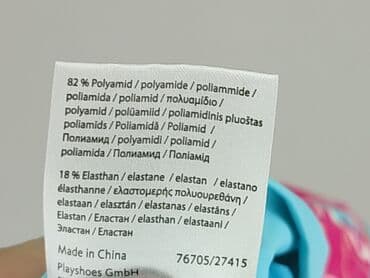 82 % Polyamid / polyamide / poliammide /
poliamida / poliamid / πολυαμίδιο /
polyamid / polüamiid / poliamidinis pluoštas
poliamīds / Poliamidă / Poliamid /
Полиамид / polyamidi / poliamid /
poliamida / Полиамид / Поліамід
18 % Elasthan / elastane / elastan / elastano
élasthanne / ελαστομερής πολυουρεθάνη /
elastaan / elasztán / elastanas / elastāns /
Elastan / Еластан / elasthan / elastaani /
Эластан / Еластан
Made in China 76705/27415
Playshoes GmbH